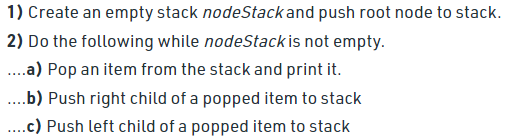 1) Create an empty stack nodeStack and push root node to stack.
2) Do the following while nodeStack is not empty.
....a) Pop an item from the stack and print it.
....b) Push right child of a popped item to stack
....c) Push left child of a popped item to stack